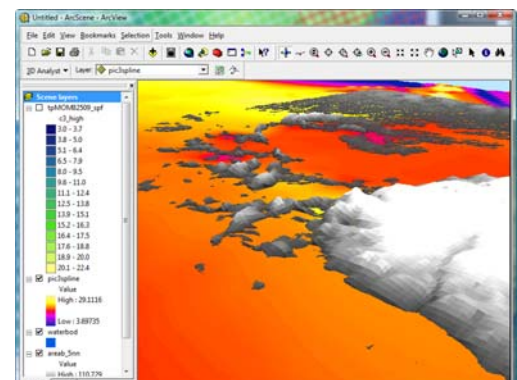 Untitled - ArcScene - ArcView
File Edit View Bookmarks Selection Tools Window Help
3D Analyst Layer: pic3spline
Scene layers
tpMOMB2509_spf
c3_high
3.0 - 3.7
3.8 - 5.0
5.1 - 6.4
6.5 - 7.9
8.0 - 9.5
9.6 - 11.0
11.1 - 12.4
12.5 - 13.8
13.9 - 15.1
15.2 - 16.3
16.4 - 17.5
17.6 - 18.8
18.9 - 20.0
20.1 - 22.4
pic3spline
Value
High : 29.1116
Low : 3.69735
waterbod
areab_5nn
Value
High : 110.779